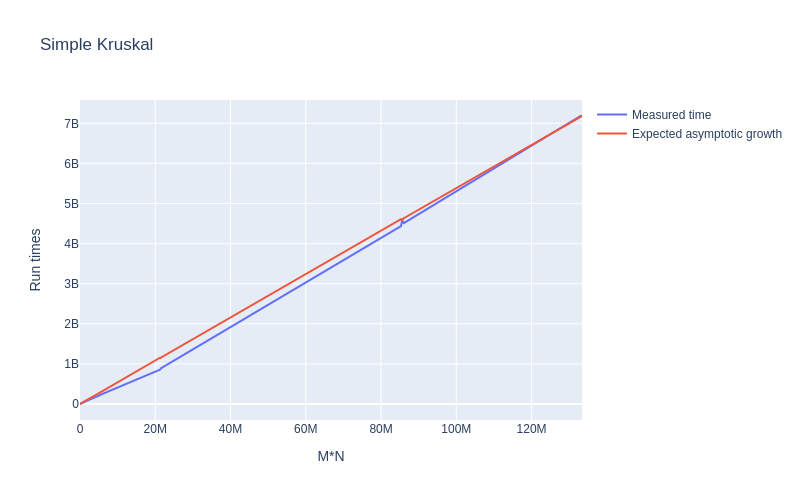 Simple Kruskal
Measured time
Expected asymptotic growth
7B
6B
5B
4B
3B
2B
1B
0
Run times
0 20M 40M 60M 80M 100M 120M
M*N